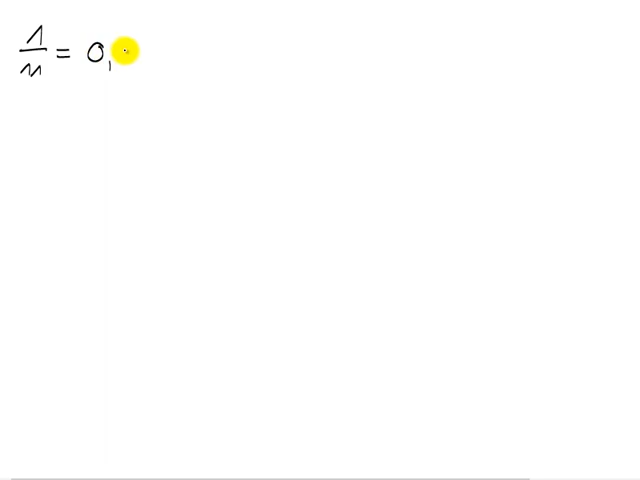 1/n = 0,